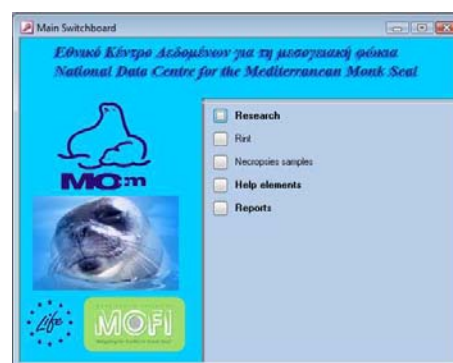 Main Switchboard
Εθνικό Κέντρο Δεδομένων για τη μεσογειακή φώκια
National Data Centre for the Mediterranean Monk Seal
Research
Rint
Necropsies samples
Help elements
Reports
MOm
Life
MOFI